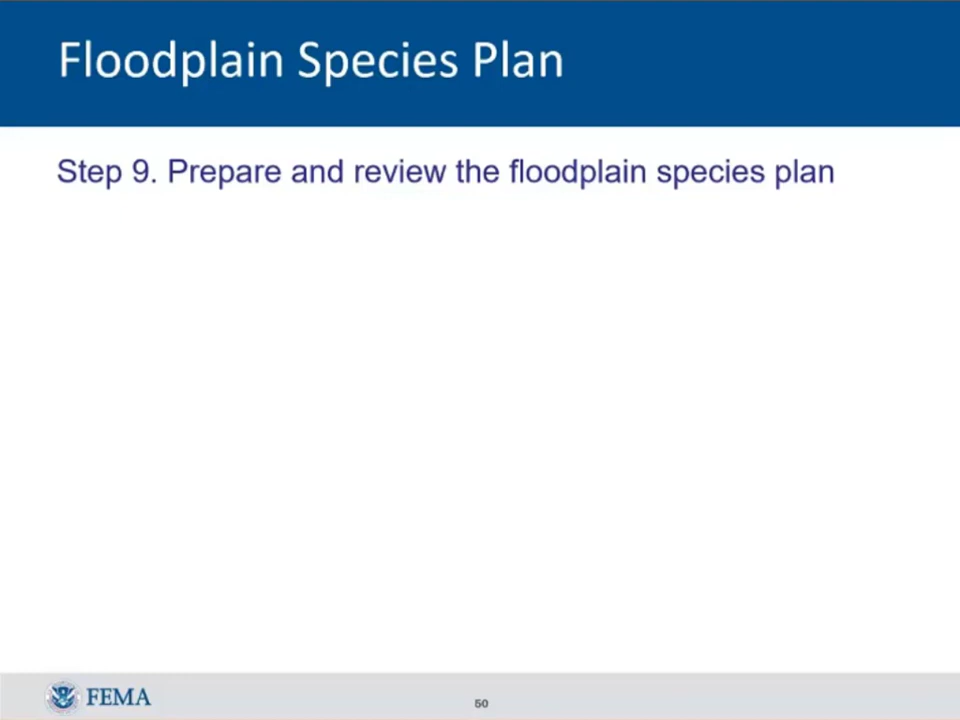 Floodplain Species Plan
Step 9. Prepare and review the floodplain species plan
FEMA
50